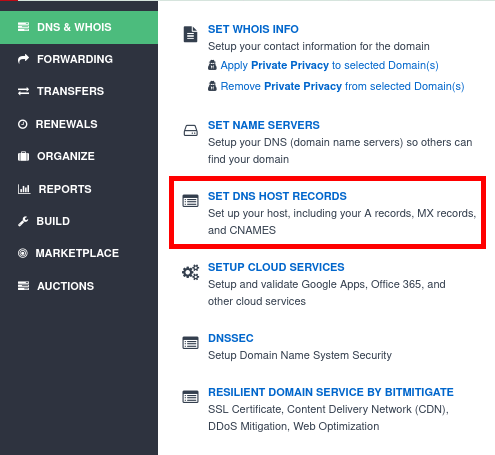 DNS & WHOIS
FORWARDING
TRANSFERS
RENEWALS
ORGANIZE
REPORTS
BUILD
MARKETPLACE
AUCTIONS
SET WHOIS INFO
Setup your contact information for the domain
Apply Private Privacy to selected Domain(s)
Remove Private Privacy from selected Domain(s)
SET NAME SERVERS
Setup your DNS (domain name servers) so others can
find your domain
SET DNS HOST RECORDS
Set up your host, including your A records, MX records,
and CNAMES
SETUP CLOUD SERVICES
Setup and validate Google Apps, Office 365, and
other cloud services
DNSSEC
Setup Domain Name System Security
RESILIENT DOMAIN SERVICE BY BITMITIGATE
SSL Certificate, Content Delivery Network (CDN),
DDoS Mitigation, Web Optimization